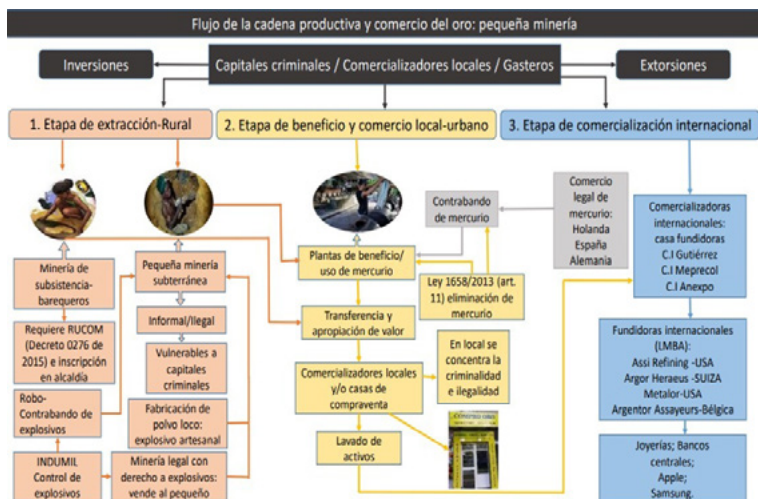 Flujo de la cadena productiva y comercio del oro: pequeña minería
Inversiones
Capitales criminales / Comercializadores locales / Gasteros
Extorsiones
1. Etapa de extracción-Rural
2. Etapa de beneficio y comercio local-urbano
3. Etapa de comercialización internacional
Minería de
subsistencia-
barequeros
Requiere RUCOM
(Decreto 0276 de
2015) e inscripción
en alcaldía
Robo-
Contrabando de
explosivos
INDUMIL
Control de
explosivos
Pequeña minería
subterránea
Informal/Ilegal
Vulnerables a
capitales
criminales
Fabricación de
polvo loco:
explosivo artesanal
Minería legal con
derecho a explosivos:
vende al pequeño
Plantas de beneficio/
uso de mercurio
Transferencia y
apropiación de valor
Comercializadores locales
y/o casas de
compraventa
Lavado de
activos
Contrabando
de mercurio
Ley 1658/2013 (art.
11) eliminación de
mercurio
En local se
concentra la
criminalidad
e ilegalidad
COMPRO ORO
Comercio
legal de
mercurio:
Holanda
España
Alemania
Comercializadoras
internacionales:
casa fundidoras
C.I Gutiérrez
C.I Meprecol
C.I Anexpo
Fundidoras internacionales
(LMBA):
Assi Refining -USA
Argor Heraeus -SUIZA
Metalor-USA
Argentor Assayeurs-Bélgica
Joyerías; Bancos
centrales;
Apple;
Samsung.